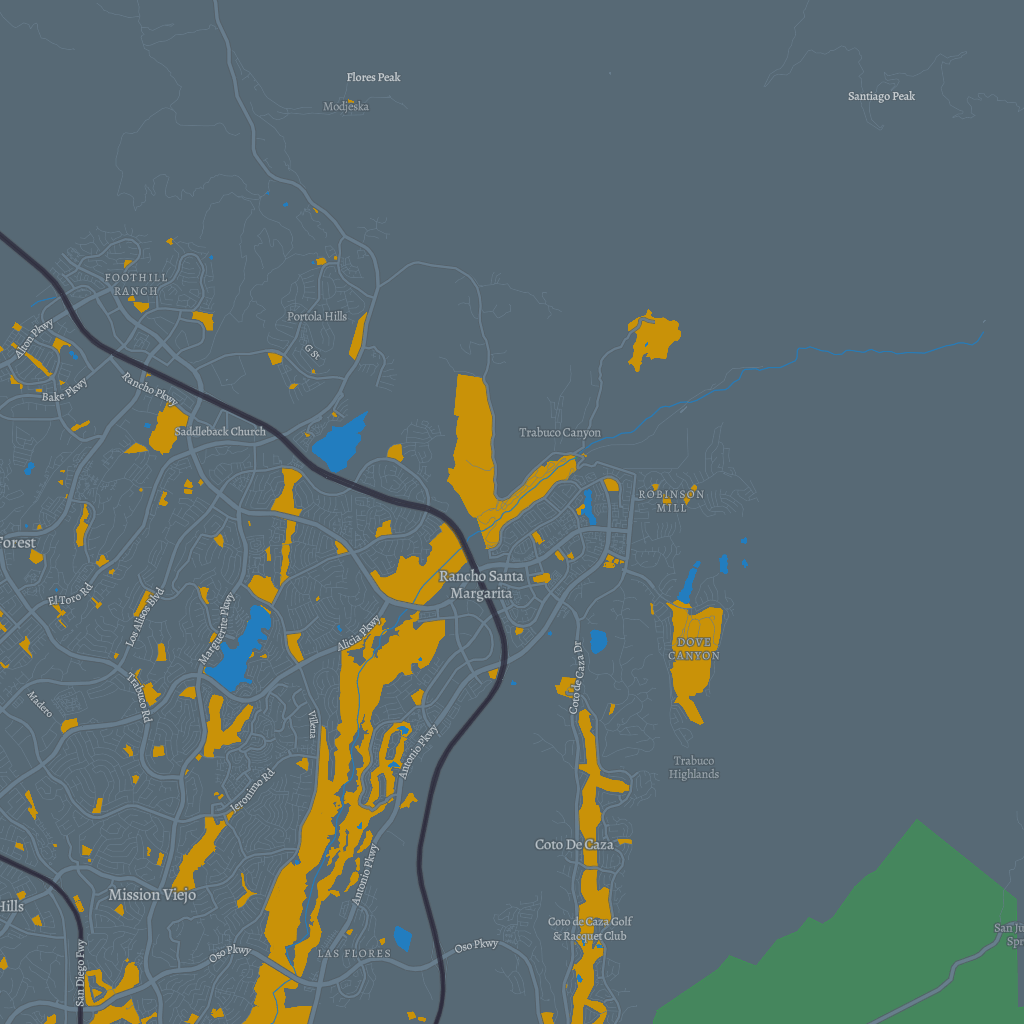 Flores Peak
Modjeska
Santiago Peak
FOOTHILL
RANCH
Portola Hills
Alton Pkwy
G St
Bake Pkwy
Rancho Pkwy
Saddleback Church
Trabuco Canyon
ROBINSON
MILL
Forest
El Toro Rd
Los Alisos Blvd
Marguerite Pkwy
Alicia Pkwy
Rancho Santa
Margarita
DOVE
CANYON
Coto de Caza Dr
Madero
Trabuco Rd
Villena
Antonio Pkwy
Trabuco
Highlands
Jeronimo Rd
Coto De Caza
Antonio Pkwy
Mission Viejo
Hills
Coto de Caza Golf
& Racquet Club
San Ju
Spr
Oso Pkwy
LAS FLORES
Oso Pkwy
San Diego Fwy